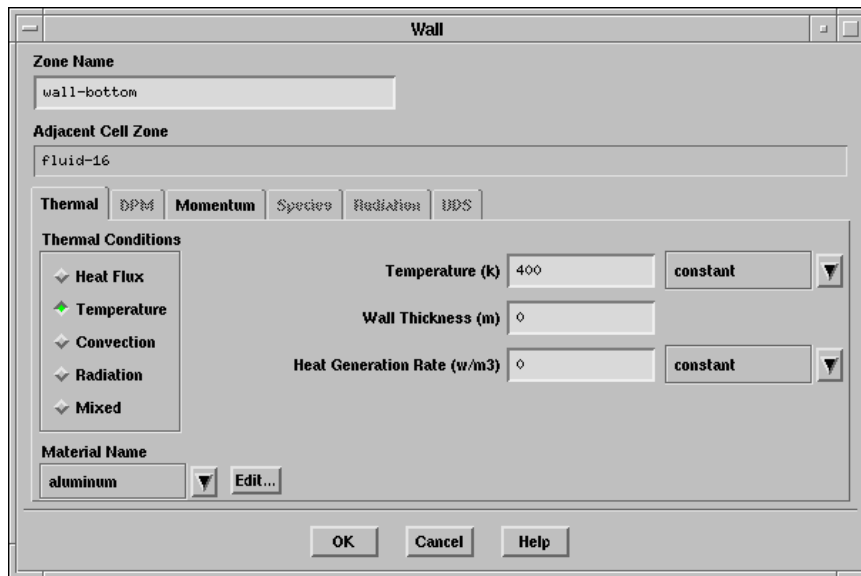 Wall
Zone Name
wall-bottom
Adjacent Cell Zone
fluid-16
Thermal DPM Momentum Species Radiation UDS
Thermal Conditions
Heat Flux
Temperature
Convection
Radiation
Mixed
Temperature (k) 400 constant
Wall Thickness (m) 0
Heat Generation Rate (w/m3) 0 constant
Material Name
aluminum Edit...
OK Cancel Help